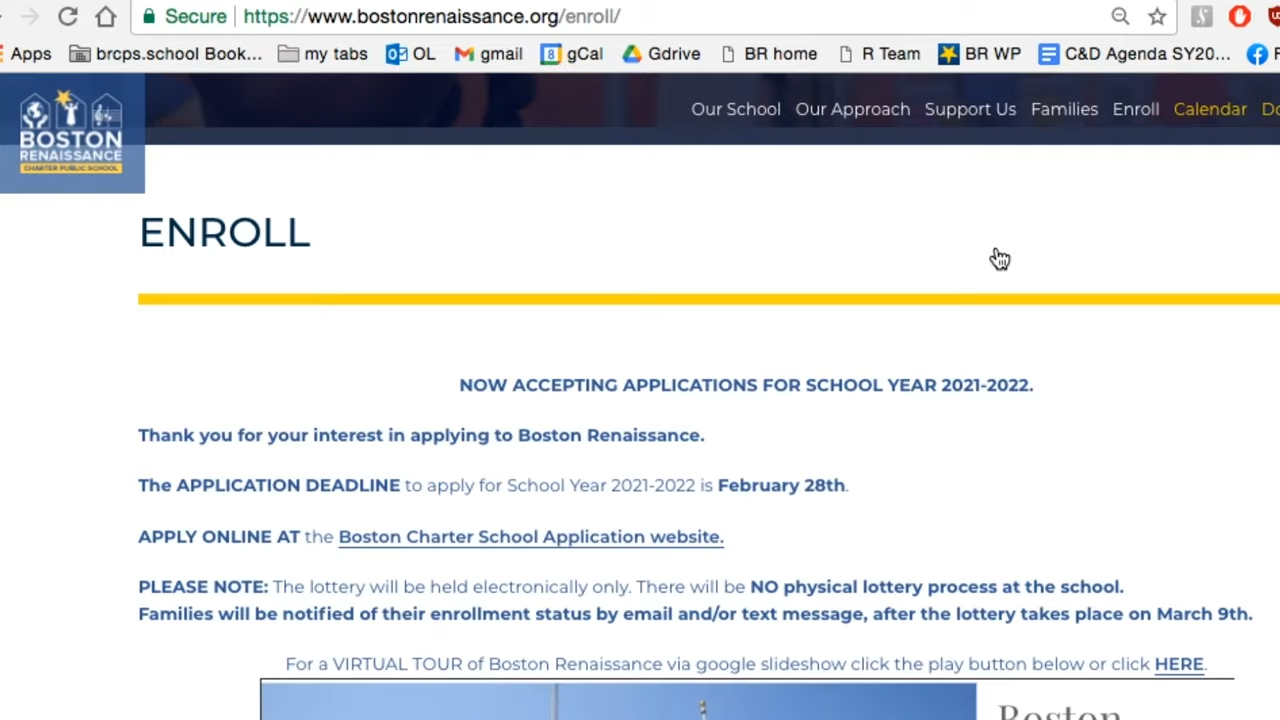 Secure https://www.bostonrenaissance.org/enroll/
Apps brcps.school Book... my tabs OL gmail 8 gCal Gdrive BR home R Team BR WP C&D Agenda SY20...
Our School Our Approach Support Us Families Enroll Calendar
BOSTON
RENAISSANCE
CHARTER PUBLIC SCHOOL
ENROLL
NOW ACCEPTING APPLICATIONS FOR SCHOOL YEAR 2021-2022.
Thank you for your interest in applying to Boston Renaissance.
The APPLICATION DEADLINE to apply for School Year 2021-2022 is February 28th.
APPLY ONLINE AT the Boston Charter School Application website.
PLEASE NOTE: The lottery will be held electronically only. There will be NO physical lottery process at the school.
Families will be notified of their enrollment status by email and/or text message, after the lottery takes place on March 9th.
For a VIRTUAL TOUR of Boston Renaissance via google slideshow click the play button below or click HERE.
Boston